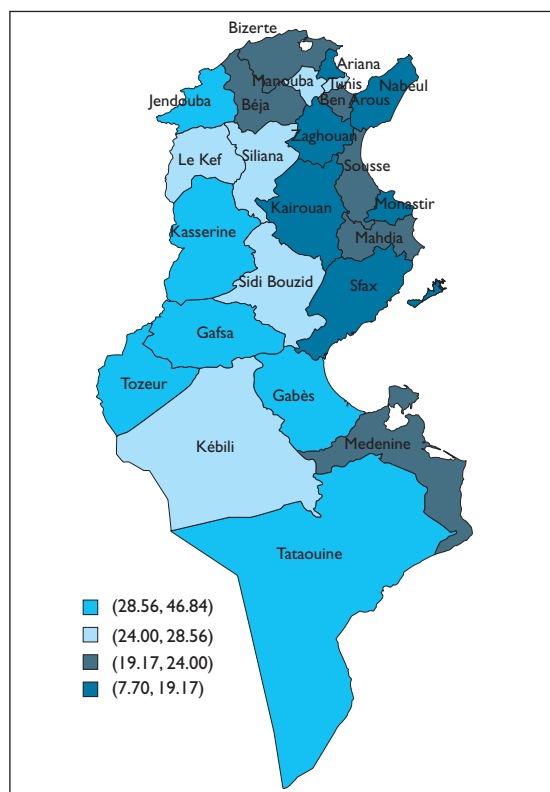 Bizerte
Ariana
Manouba
Tunis
Nabeul
Jendouba
Béja
Ben Arous
Zaghouan
Le Kef
Siliana
Sousse
Kairouan
Monastir
Kasserine
Mahdia
Sidi Bouzid
Sfax
Gafsa
Tozeur
Gabès
Kébili
Medenine
Tataouine
(28.56, 46.84)
(24.00, 28.56)
(19.17, 24.00)
(7.70, 19.17)